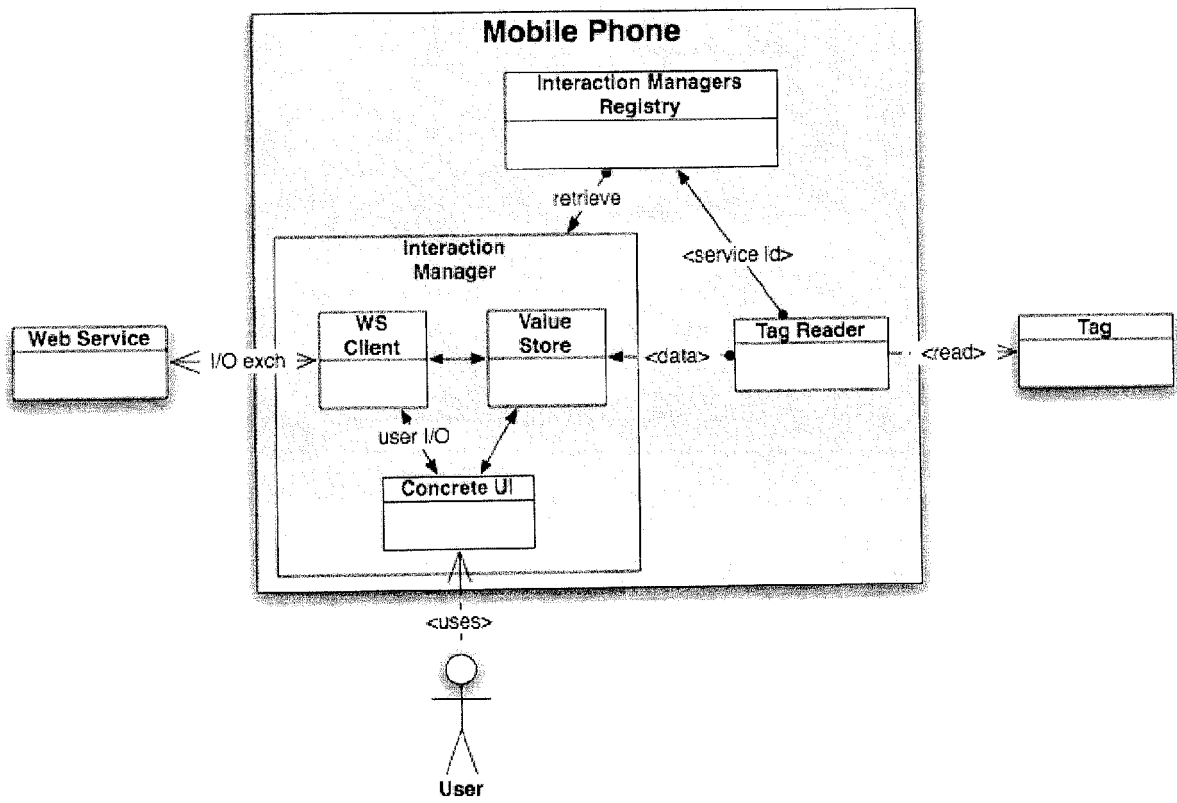 Mobile Phone
Interaction Managers
Registry
retrieve
<service id>
Interaction
Manager
WS
Client
Value
Store
Web Service
I/O exch
<data>
Tag Reader
<read>
Tag
user I/O
Concrete UI
<uses>
User